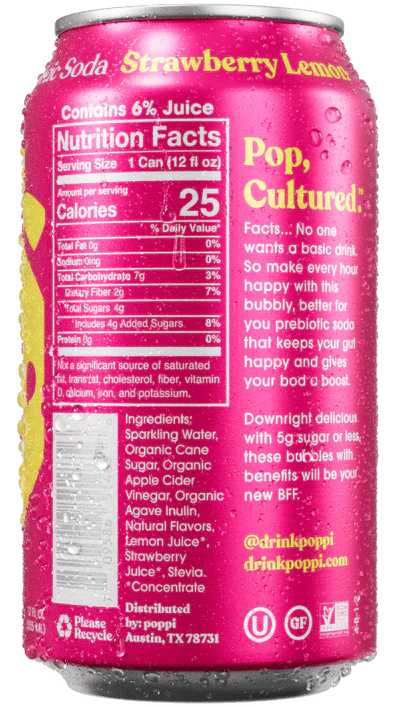 Soda Strawberry Lemon
Contains 6% Juice
Nutrition Facts
Serving Size 1 Can (12 fl oz)
Amount per serving
Calories 25
% Daily Value*
Total Fat 0g 0%
Sodium 0mg 0%
Total Carbohydrate 7g 3%
Dietary Fiber 2g 7%
Total Sugars 4g
Includes 4g Added Sugars 8%
Protein 0g 0%
Not a significant source of saturated
fat, trans fat, cholesterol, fiber, vitamin
D, calcium, iron, and potassium.
Ingredients:
Sparkling Water,
Organic Cane
Sugar, Organic
Apple Cider
Vinegar, Organic
Agave Inulin,
Natural Flavors,
Lemon Juice*,
Strawberry
Juice*, Stevia.
*Concentrate
Please
Recycle
Distributed
by: poppi
Austin, TX 78731
Pop,
Cultured.™
Facts... No one
wants a basic drink.
So make every hour
happy with this
bubbly, better for
you prebiotic soda
that keeps your gut
happy and gives
your bod a boost.
Downright delicious
with 5g sugar or less,
these bubbles with
benefits will be your
new BFF.
@drinkpoppi
drinkpoppi.com
U GF